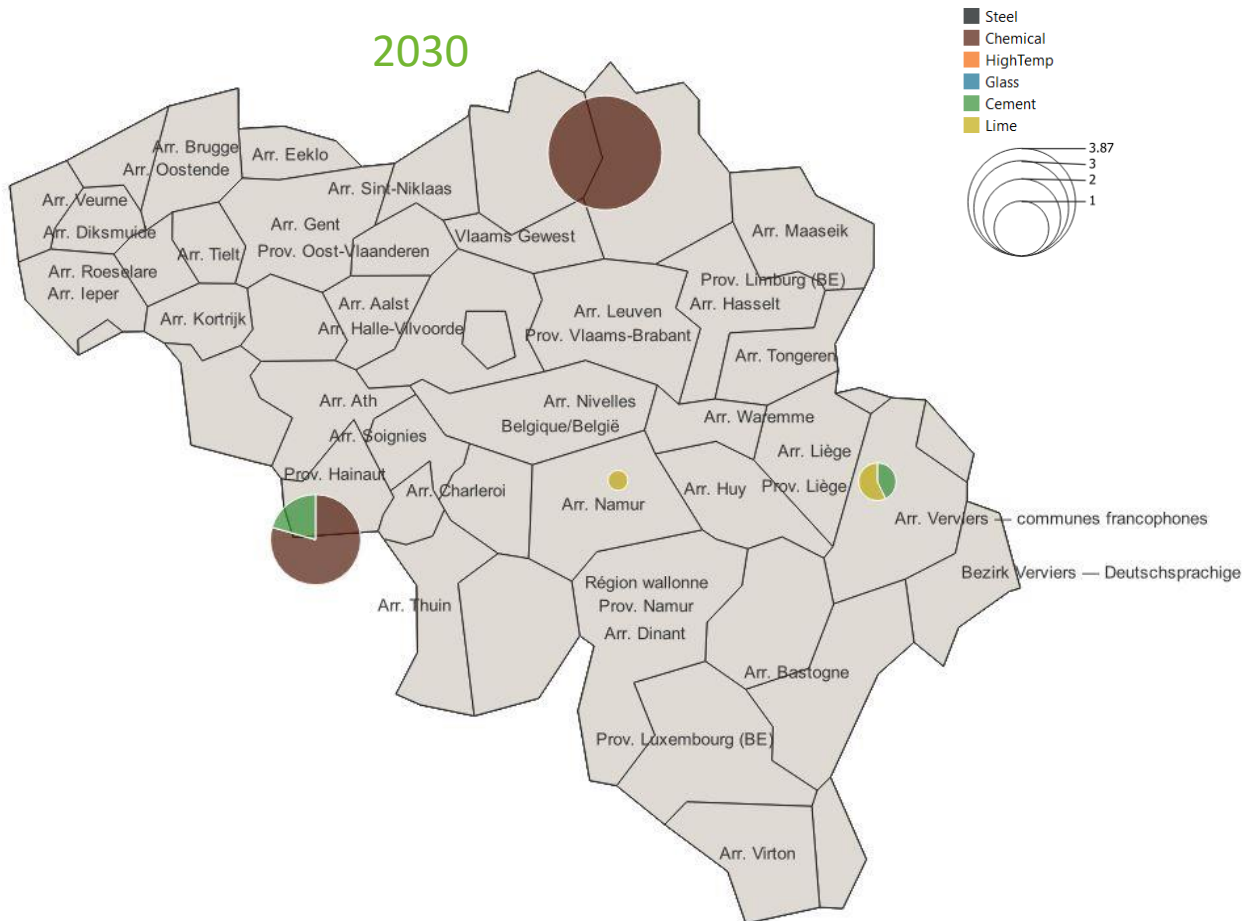 2030
Steel
Chemical
HighTemp
Glass
Cement
Lime
3.87
3
2
1
Arr. Brugge
Arr. Eeklo
Arr. Oostende
Arr. Sint-Niklaas
Arr. Veurne
Arr. Gent
Arr. Diksmuide
Vlaams Gewest
Arr. Maaseik
Arr. Tielt
Prov. Oost-Vlaanderen
Arr. Roeselare
Prov. Limburg (BE)
Arr. Ieper
Arr. Aalst
Arr. Hasselt
Arr. Kortrijk
Arr. Leuven
Arr. Halle-Vilvoorde
Prov. Vlaams-Brabant
Arr. Tongeren
Arr. Ath
Arr. Nivelles
Arr. Waremme
Belgique/België
Arr. Soignies
Arr. Liège
Prov. Hainaut
Prov. Liège
Arr. Charleroi
Arr. Huy
Arr. Namur
Arr. Verviers — communes francophones
Bezirk Verviers — Deutschsprachige
Région wallonne
Arr. Thuin
Prov. Namur
Arr. Dinant
Arr. Bastogne
Prov. Luxembourg (BE)
Arr. Virton